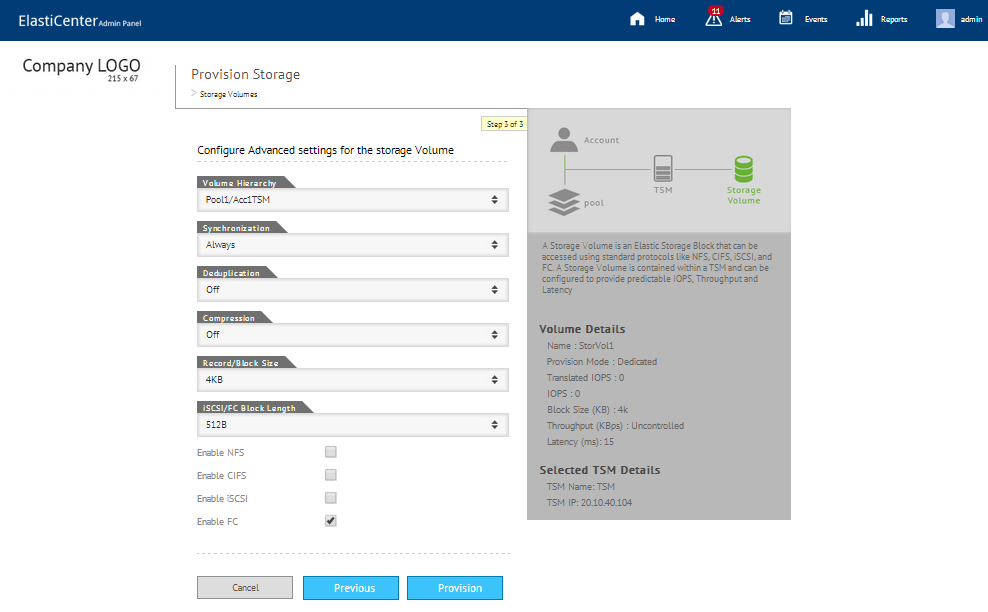 ElastiCenter Admin Panel
Home
11
Alerts
Events
Reports
admin
Company LOGO
215 x 67
Provision Storage
> Storage Volumes
Step 3 of 3
Configure Advanced settings for the storage Volume
Volume Hierarchy
Pool1/Acc1TSM
Synchronization
Always
Deduplication
Off
Compression
Off
Record/Block Size
4KB
iSCSI/FC Block Length
512B
Enable NFS
Enable CIFS
Enable iSCSI
Enable FC
Cancel
Previous
Provision
Account
pool
TSM
Storage
Volume
A Storage Volume is an Elastic Storage Block that can be
accessed using standard protocols like NFS, CIFS, iSCSI, and
FC. A Storage Volume is contained within a TSM and can be
configured to provide predictable IOPS, Throughput and
Latency
Volume Details
Name : StorVol1
Provision Mode : Dedicated
Translated IOPS : 0
IOPS : 0
Block Size (KB) : 4k
Throughput (KBps) : Uncontrolled
Latency (ms): 15
Selected TSM Details
TSM Name: TSM
TSM IP: 20.10.40.104